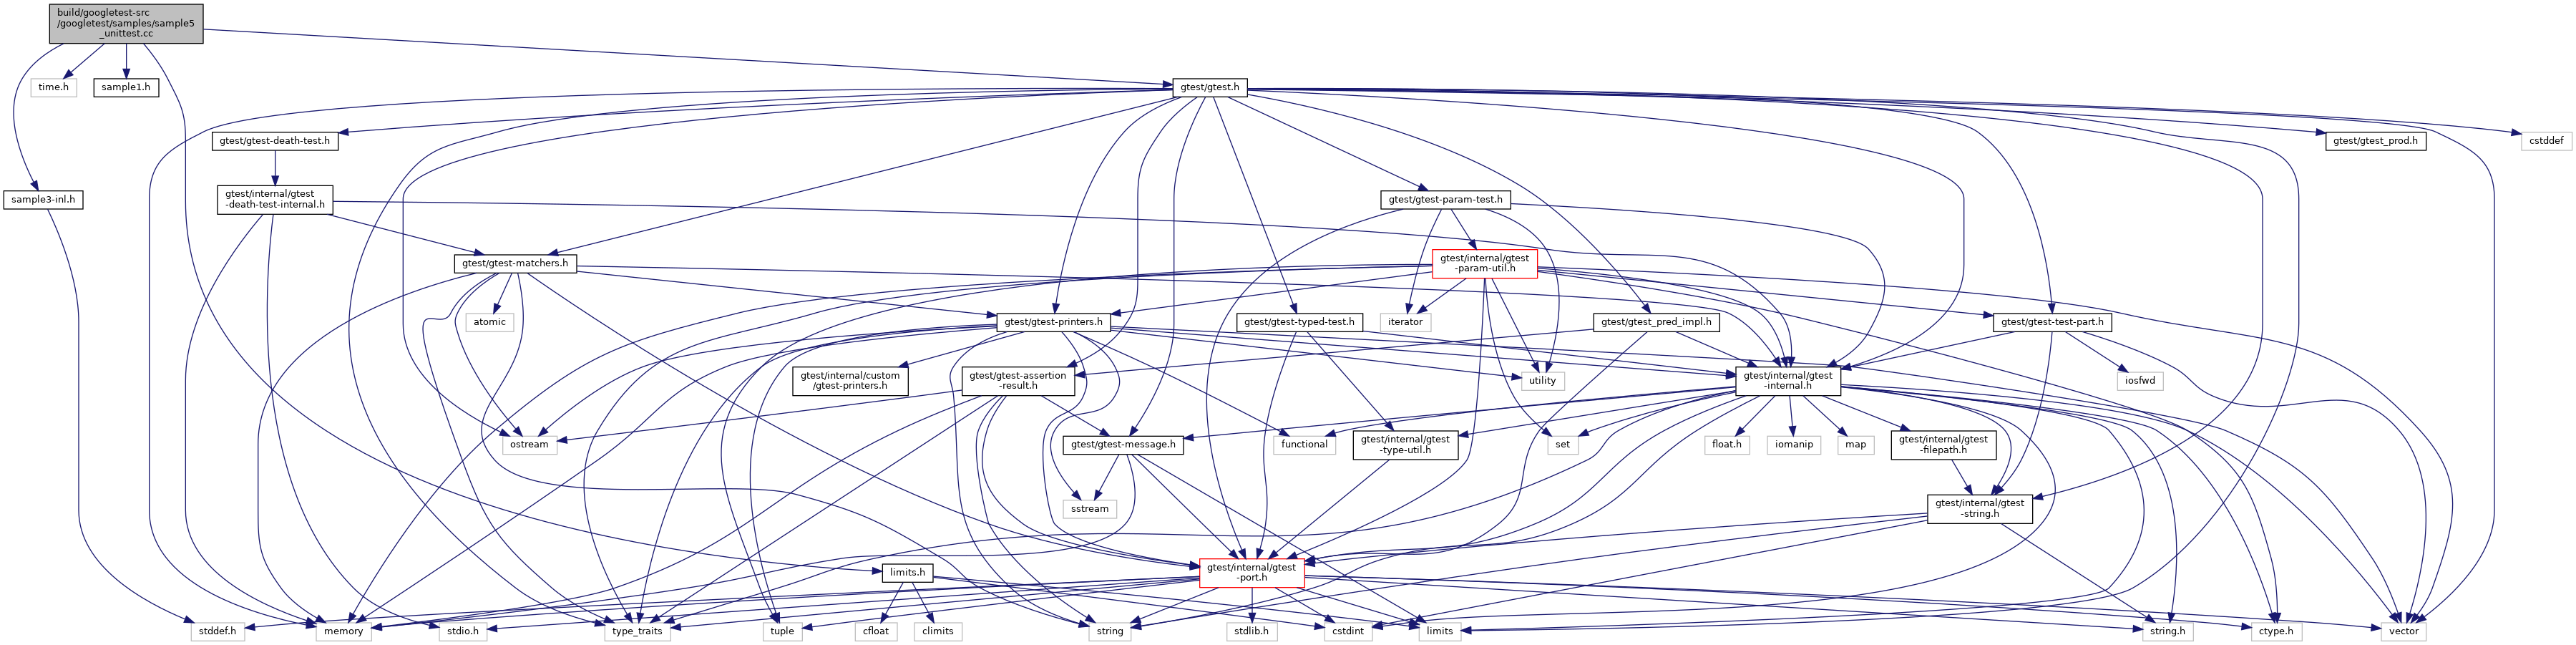 build/googletest-src
/googletest/samples/sample5
_unittest.cc
time.h
sample1.h
gtest/gtest.h
gtest/gtest-death-test.h
gtest/gtest_prod.h
cstddef
sample3-inl.h
gtest/internal/gtest
-death-test-internal.h
gtest/gtest-param-test.h
gtest/gtest-matchers.h
gtest/internal/gtest
-param-util.h
atomic
gtest/gtest-printers.h
gtest/gtest-typed-test.h
iterator
gtest/gtest_pred_impl.h
gtest/gtest-test-part.h
gtest/internal/custom
/gtest-printers.h
gtest/gtest-assertion
-result.h
utility
gtest/internal/gtest
-internal.h
iosfwd
ostream
gtest/gtest-message.h
functional
gtest/internal/gtest
-type-util.h
set
float.h
iomanip
map
gtest/internal/gtest
-filepath.h
sstream
gtest/internal/gtest
-string.h
limits.h
gtest/internal/gtest
-port.h
stddef.h
memory
stdio.h
type_traits
tuple
cfloat
climits
string
stdlib.h
cstdint
limits
string.h
ctype.h
vector